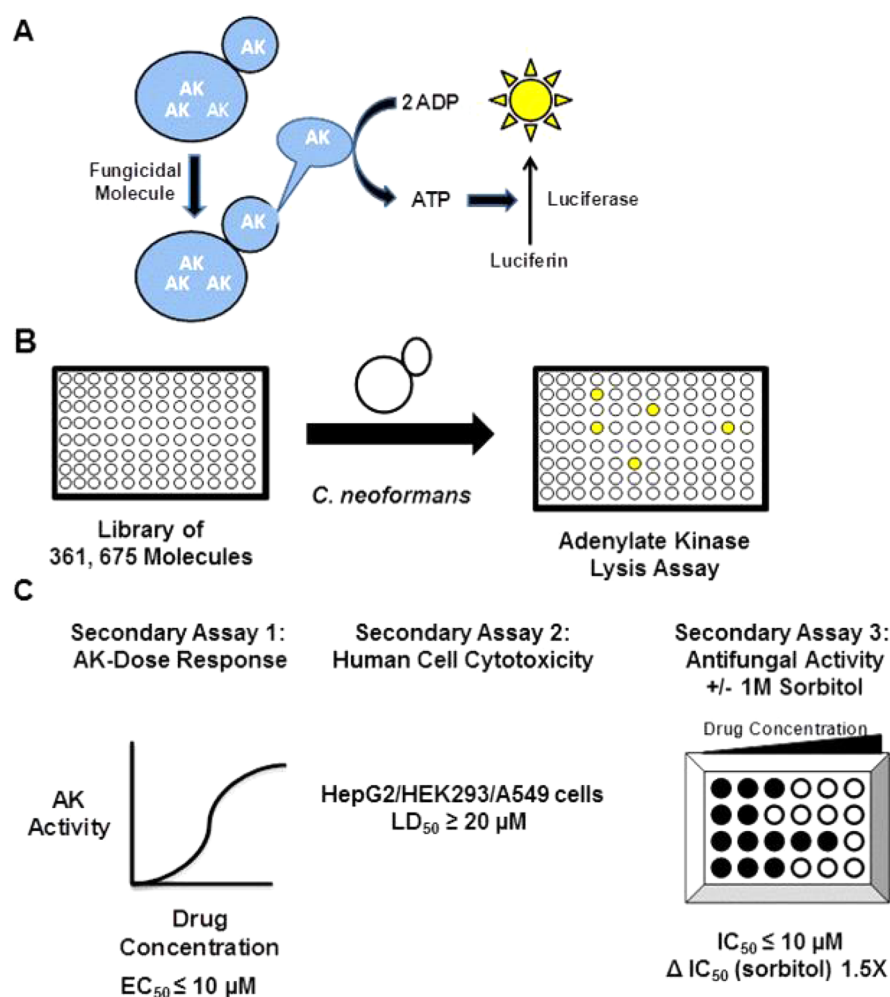 A
AK
AK
AK AK
Fungicidal
Molecule
AK
AK
AK
AK AK
2 ADP
ATP
Luciferase
Luciferin
B
Library of
361, 675 Molecules
C. neoformans
Adenylate Kinase
Lysis Assay
C
Secondary Assay 1:
AK-Dose Response
AK
Activity
Drug
Concentration
EC50 ≤ 10 µM
Secondary Assay 2:
Human Cell Cytotoxicity
HepG2/HEK293/A549 cells
LD50 ≥ 20 µM
Secondary Assay 3:
Antifungal Activity
+/- 1M Sorbitol
Drug Concentration
IC50 ≤ 10 µM
Δ IC50 (sorbitol) 1.5X